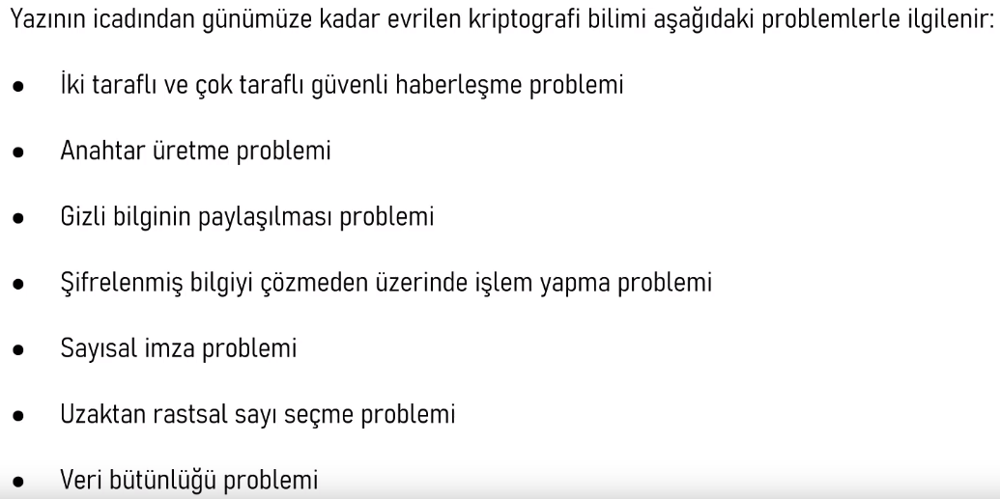 Yazının icadından günümüze kadar evrilen kriptografi bilimi aşağıdaki problemlerle ilgilenir:
• İki taraflı ve çok taraflı güvenli haberleşme problemi
• Anahtar üretme problemi
• Gizli bilginin paylaşılması problemi
• Şifrelenmiş bilgiyi çözmeden üzerinde işlem yapma problemi
• Sayısal imza problemi
• Uzaktan rastsal sayı seçme problemi
• Veri bütünlüğü problemi